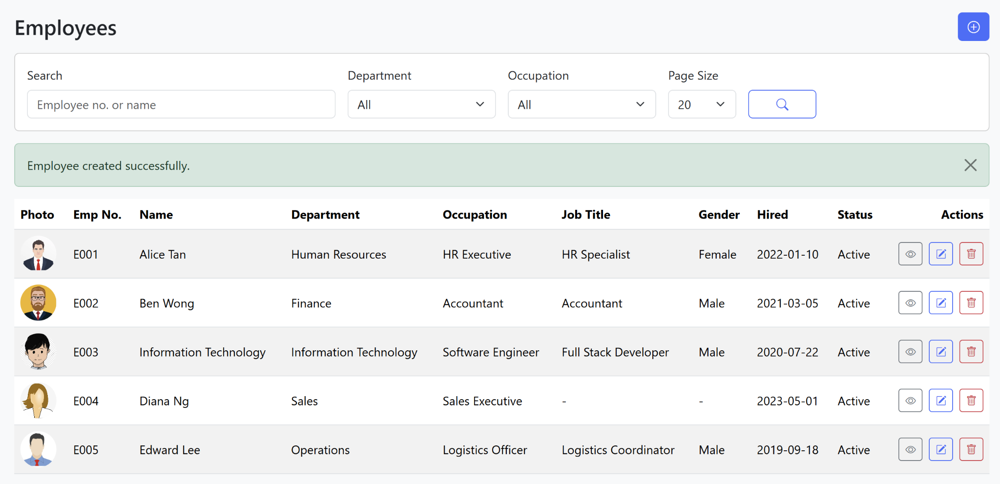 Employees
Search Department Occupation Page Size
Employee no. or name All All 20
Employee created successfully.
Photo Emp No. Name Department Occupation Job Title Gender Hired Status Actions
E001 Alice Tan Human Resources HR Executive HR Specialist Female 2022-01-10 Active
E002 Ben Wong Finance Accountant Accountant Male 2021-03-05 Active
E003 Information Technology Information Technology Software Engineer Full Stack Developer Male 2020-07-22 Active
E004 Diana Ng Sales Sales Executive - - 2023-05-01 Active
E005 Edward Lee Operations Logistics Officer Logistics Coordinator Male 2019-09-18 Active